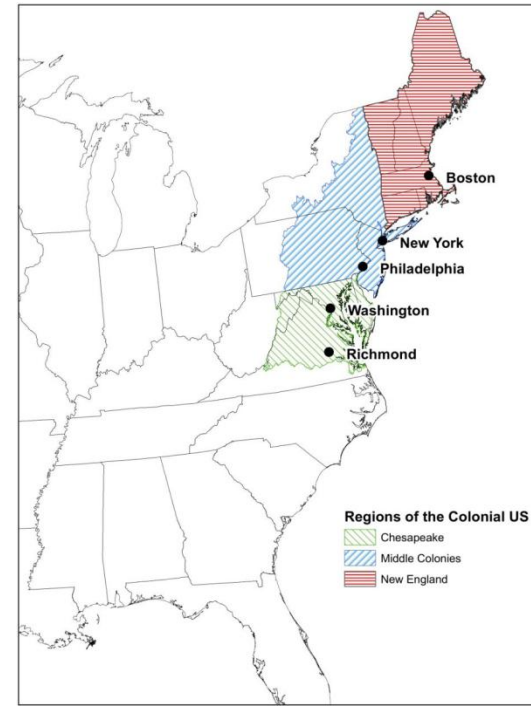 Boston
New York
Philadelphia
Washington
Richmond
Regions of the Colonial US
Chesapeake
Middle Colonies
New England